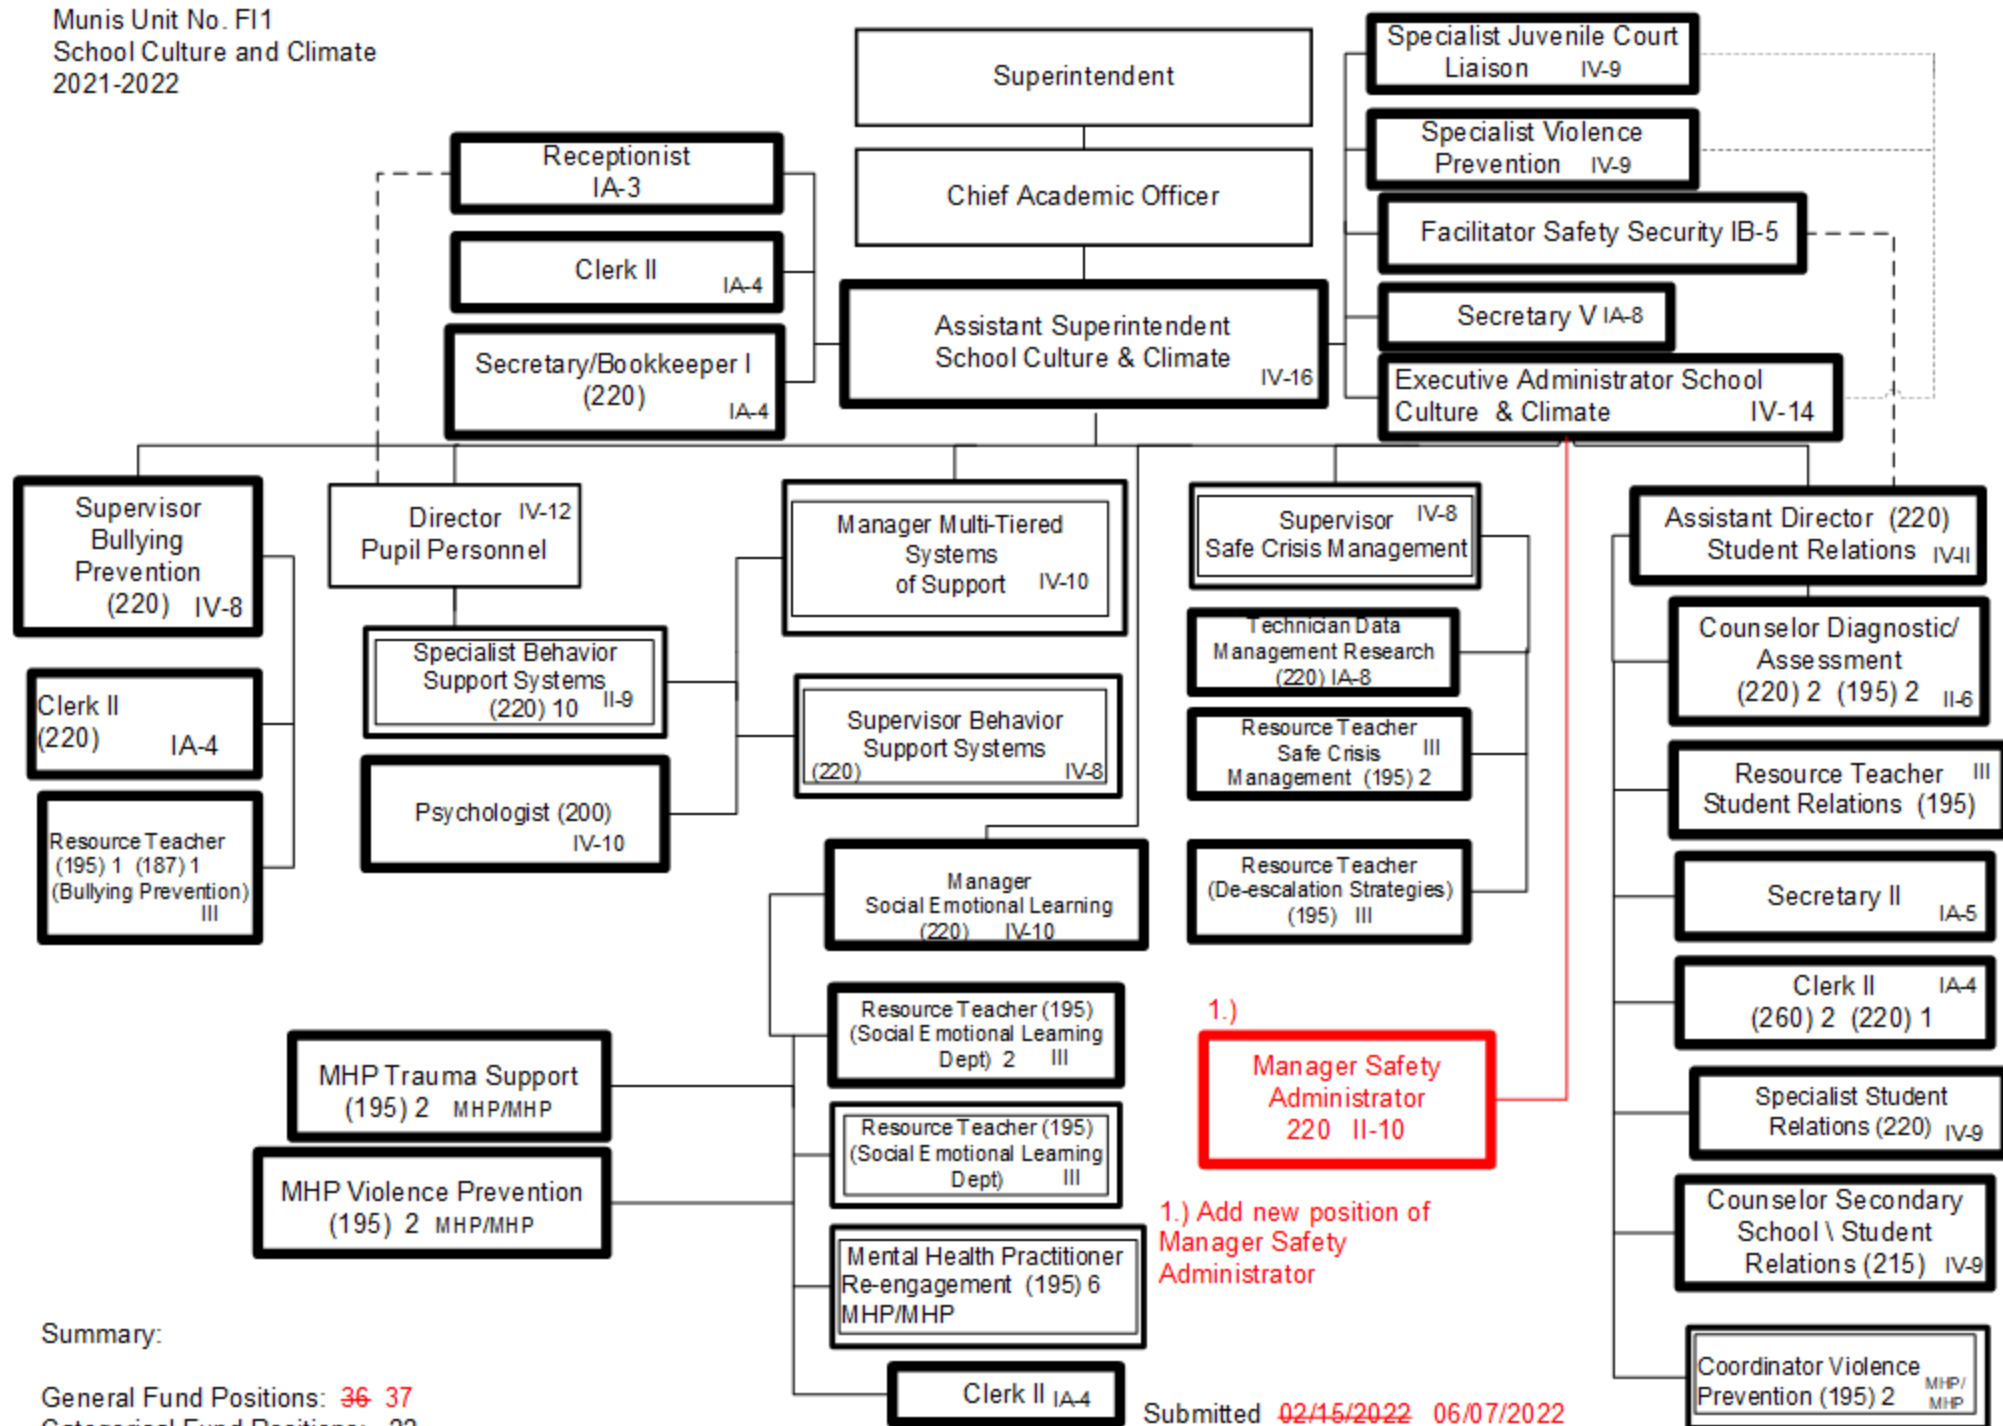 Munis Unit No. FI1
School Culture and Climate
2021-2022
Superintendent
Chief Academic Officer
Assistant Superintendent
School Culture & Climate
IV-16
Receptionist
IA-3
Clerk II
IA-4
Secretary/Bookkeeper I
(220)
IA-4
Specialist Juvenile Court
Liaison IV-9
Specialist Violence
Prevention IV-9
Facilitator Safety Security IB-5
Secretary V IA-8
Executive Administrator School
Culture & Climate IV-14
Supervisor
Bullying
Prevention
(220) IV-8
Clerk II
(220) IA-4
Resource Teacher
(195) 1 (187) 1
(Bullying Prevention)
III
Director IV-12
Pupil Personnel
Specialist Behavior
Support Systems
(220) 10 II-9
Psychologist (200)
IV-10
Manager Multi-Tiered
Systems
of Support IV-10
Supervisor Behavior
Support Systems
(220) IV-8
Manager
Social Emotional Learning
(220) IV-10
Resource Teacher (195)
(Social Emotional Learning
Dept) 2 III
Resource Teacher (195)
(Social Emotional Learning
Dept) III
Mental Health Practitioner
Re-engagement (195) 6
MHP/MHP
Clerk II IA-4
MHP Trauma Support
(195) 2 MHP/MHP
MHP Violence Prevention
(195) 2 MHP/MHP
Supervisor IV-8
Safe Crisis Management
Technician Data
Management Research
(220) IA-8
Resource Teacher
Safe Crisis III
Management (195) 2
Resource Teacher
(De-escalation Strategies)
(195) III
1.)
Manager Safety
Administrator
220 II-10
1.) Add new position of
Manager Safety
Administrator
Assistant Director (220)
Student Relations IV-II
Counselor Diagnostic/
Assessment
(220) 2 (195) 2 II-6
Resource Teacher III
Student Relations (195)
Secretary II
IA-5
Clerk II IA-4
(260) 2 (220) 1
Specialist Student
Relations (220) IV-9
Counselor Secondary
School \ Student
Relations (215) IV-9
Coordinator Violence
Prevention (195) 2 MHP/
MHP
Summary:
General Fund Positions: 36 37
Categorical Fund Positions: 22
Submitted 02/15/2022 06/07/2022